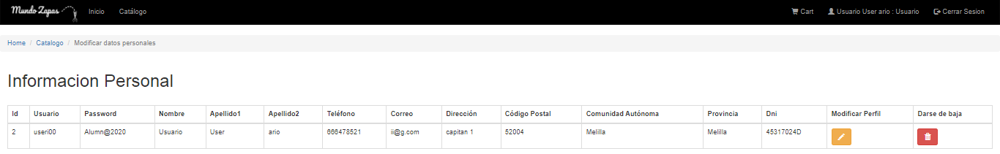 Mundo Zapas Inicio Catálogo Cart Usuario User ario : Usuario Cerrar Sesion
Home / Catalogo / Modificar datos personales
Informacion Personal
Id Usuario Password Nombre Apellido1 Apellido2 Teléfono Correo Dirección Código Postal Comunidad Autónoma Provincia Dni Modificar Perfil Darse de baja
2 useri00 Alumn@2020 Usuario User ario 666478521 ii@g.com capitan 1 52004 Melilla Melilla 45317024D